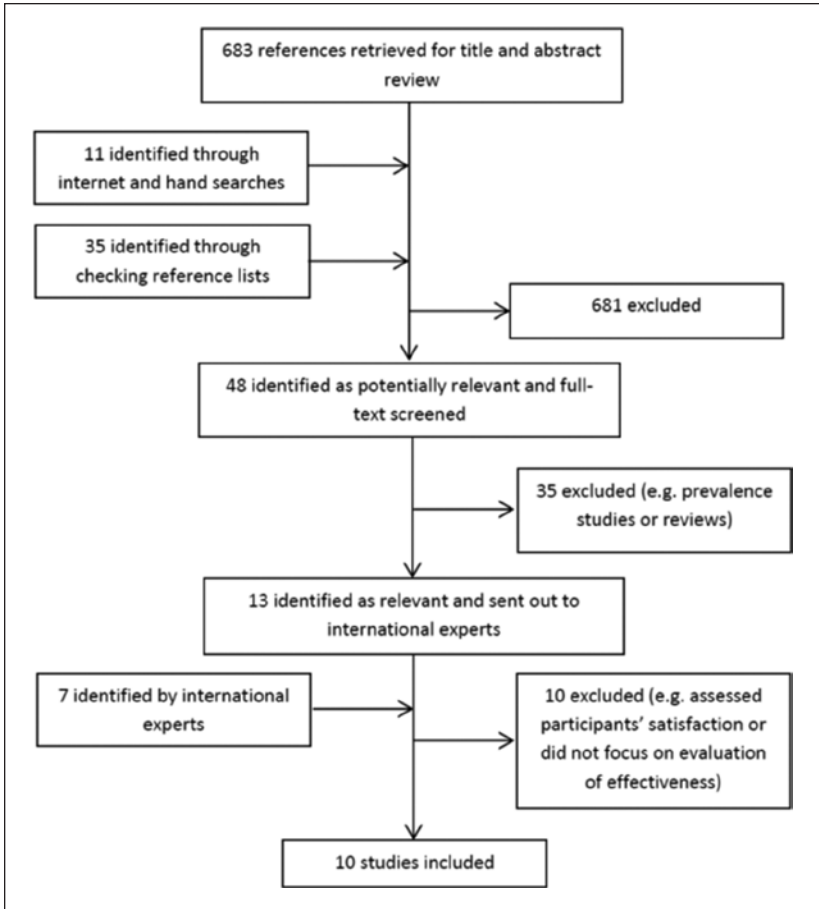 683 references retrieved for title and abstract
review
11 identified through
internet and hand searches
35 identified through
checking reference lists
681 excluded
48 identified as potentially relevant and full-
text screened
35 excluded (e.g. prevalence
studies or reviews)
13 identified as relevant and sent out to
international experts
7 identified by international
experts
10 excluded (e.g. assessed
participants’ satisfaction or
did not focus on evaluation
of effectiveness)
10 studies included